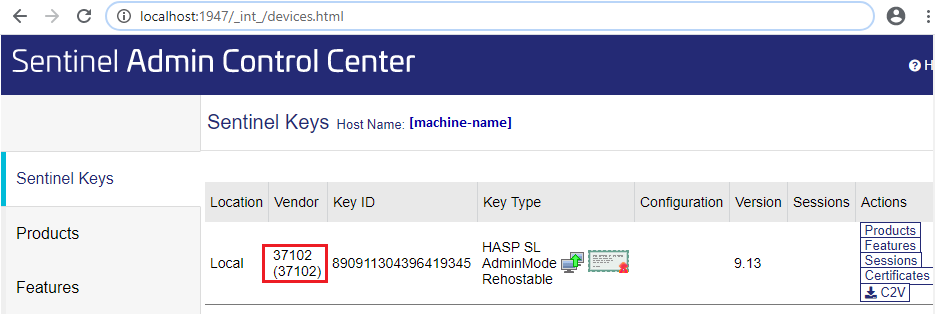 localhost:1947/_int_/devices.html
Sentinel Admin Control Center
H
Sentinel Keys Host Name: [machine-name]
Sentinel Keys
Products
Features
Location Vendor Key ID Key Type Configuration Version Sessions Actions
Local
37102
(37102)
890911304396419345
HASP SL
AdminMode
Rehostable
9.13
Products
Features
Sessions
Certificates
C2V